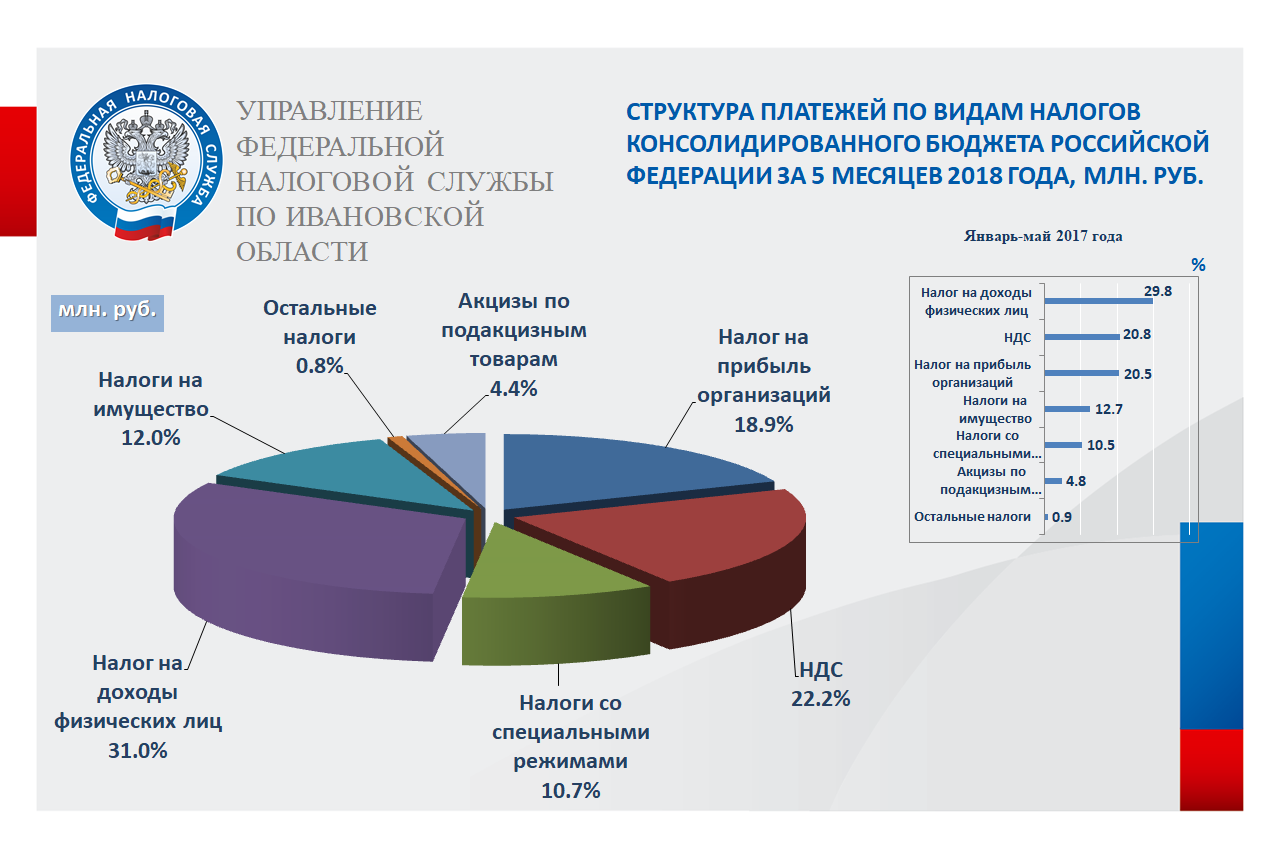 ФЕДЕРАЛЬНАЯ НАЛОГОВАЯ СЛУЖБА
УПРАВЛЕНИЕ
ФЕДЕРАЛЬНОЙ
НАЛОГОВОЙ СЛУЖБЫ
ПО ИВАНОВСКОЙ
ОБЛАСТИ
СТРУКТУРА ПЛАТЕЖЕЙ ПО ВИДАМ НАЛОГОВ
КОНСОЛИДИРОВАННОГО БЮДЖЕТА РОССИЙСКОЙ
ФЕДЕРАЦИИ ЗА 5 МЕСЯЦЕВ 2018 ГОДА, МЛН. РУБ.
млн. руб.
Остальные
налоги
0.8%
Акцизы по
подакцизным
товарам
4.4%
Налог на
прибыль
организаций
18.9%
Налоги на
имущество
12.0%
НДС
22.2%
Налоги со
специальными
режимами
10.7%
Налог на
доходы
физических лиц
31.0%
Январь-май 2017 года
%
Налог на доходы
физических лиц
29.8
НДС
20.8
Налог на прибыль
организаций
20.5
Налоги на
имущество
12.7
Налоги со
специальными...
10.5
Акцизы по
подакцизным...
4.8
Остальные налоги
0.9